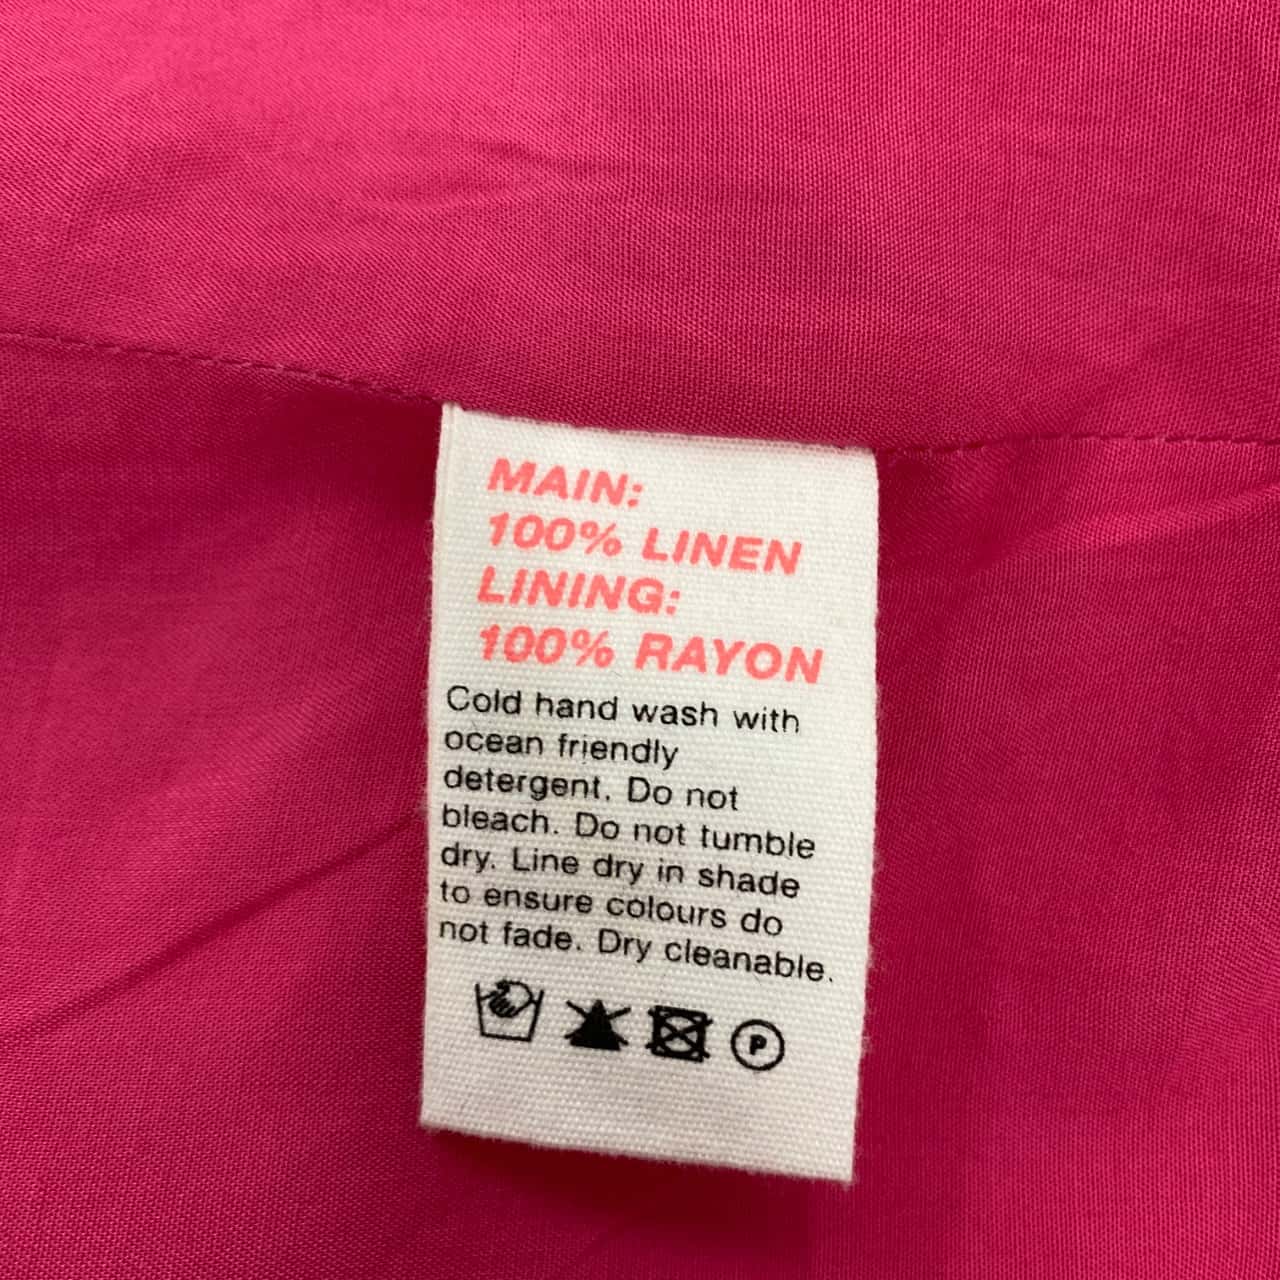 MAIN:
100% LINEN
LINING:
100% RAYON
Cold hand wash with
ocean friendly
detergent. Do not
bleach. Do not tumble
dry. Line dry in shade
to ensure colours do
not fade. Dry cleanable.
P